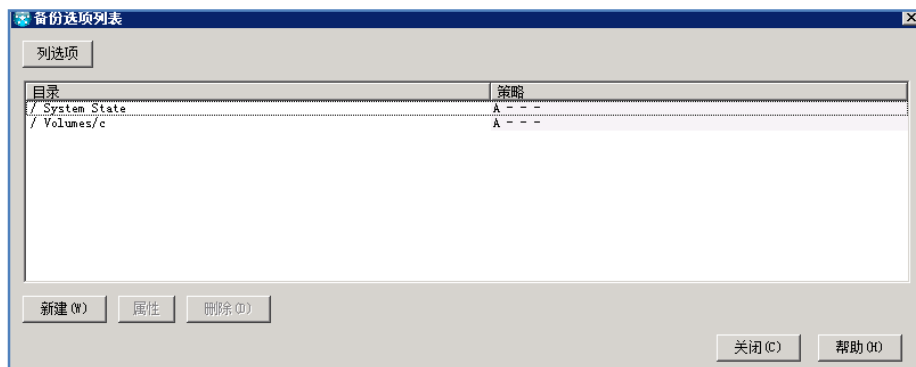 备份选项列表
列选项
目录 策略
/ System State A - - -
/ Volumes/c A - - -
新建(W) 属性 删除(D)
关闭(C) 帮助(H)